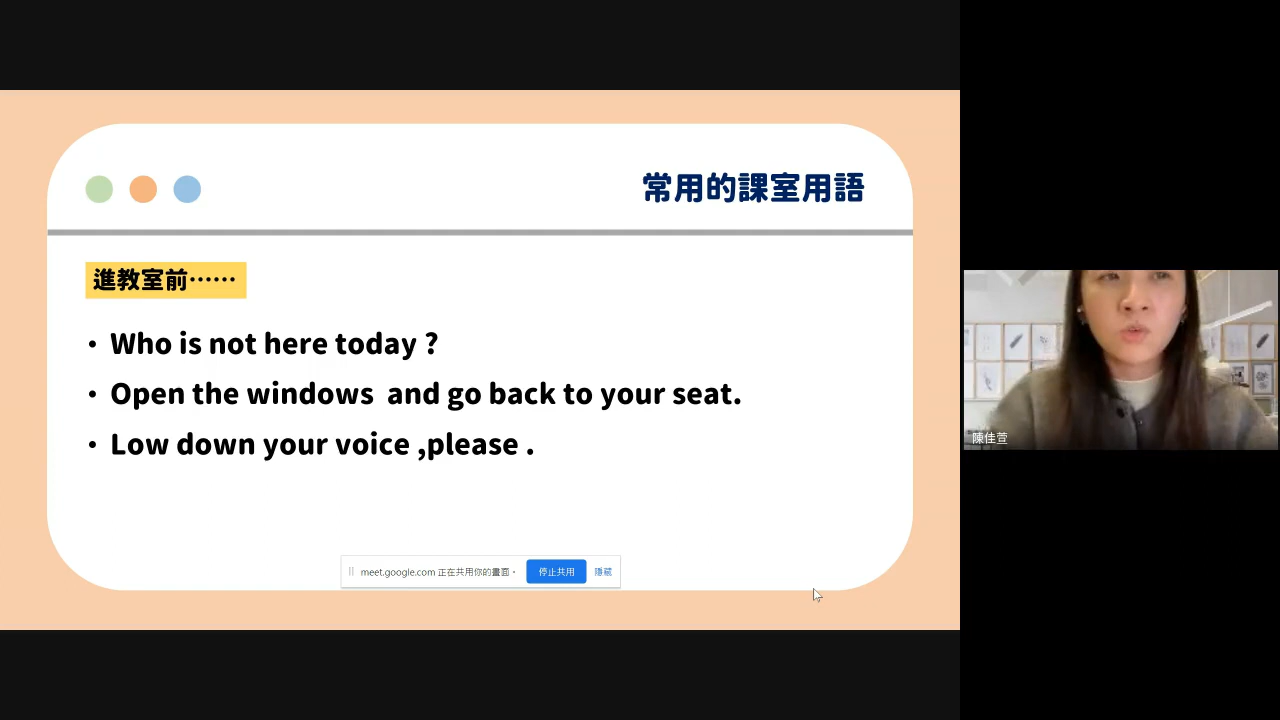 常用的課室用語
進教室前⋯⋯
• Who is not here today ?
• Open the windows  and go back to your seat.
• Low down your voice ,please .
meet.google.com 正在共用你的畫面。 停止共用 隱藏
陳佳萱